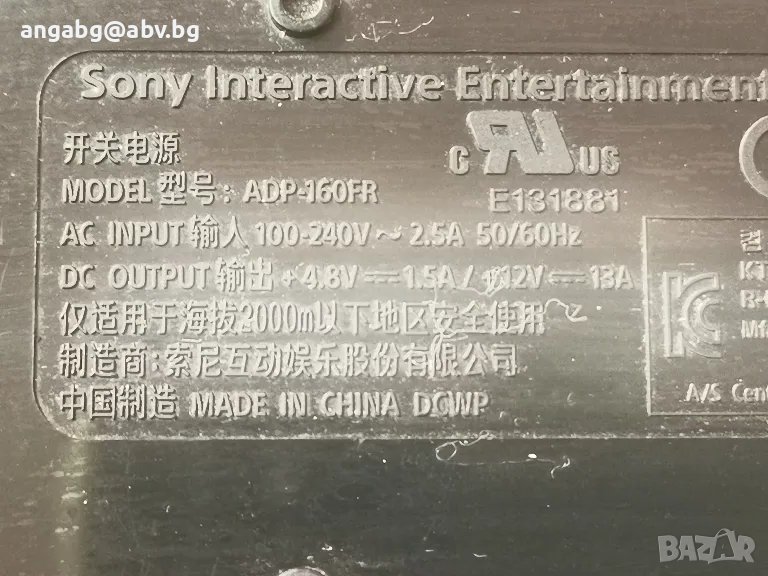 angabg@abv.bg
Sony Interactive Entertainment
开关电源
c UR US
MODEL 型号: ADP-160FR
E131881
AC INPUT 输入 100-240V ～ 2.5A 50/60Hz
DC OUTPUT 输出 +4.8V ⎓ 1.5A / +12V ⎓ 13A
仅适用于海拔2000m以下地区安全使用
制造商: 索尼互动娱乐股份有限公司
中国制造 MADE IN CHINA DCWP
A/S
BAZAR